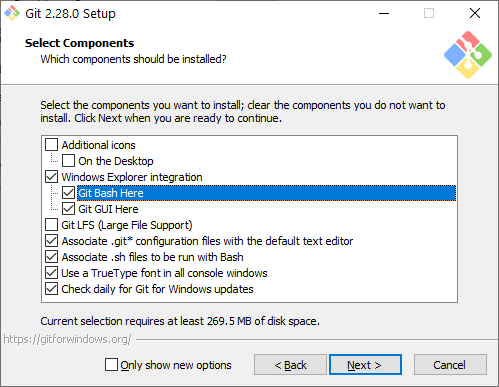 Git 2.28.0 Setup
Select Components
Which components should be installed?
Select the components you want to install; clear the components you do not want to
install. Click Next when you are ready to continue.
Additional icons
On the Desktop
Windows Explorer integration
Git Bash Here
Git GUI Here
Git LFS (Large File Support)
Associate .git* configuration files with the default text editor
Associate .sh files to be run with Bash
Use a TrueType font in all console windows
Check daily for Git for Windows updates
Current selection requires at least 269.5 MB of disk space.
https://gitforwindows.org/
Only show new options
< Back
Next >
Cancel